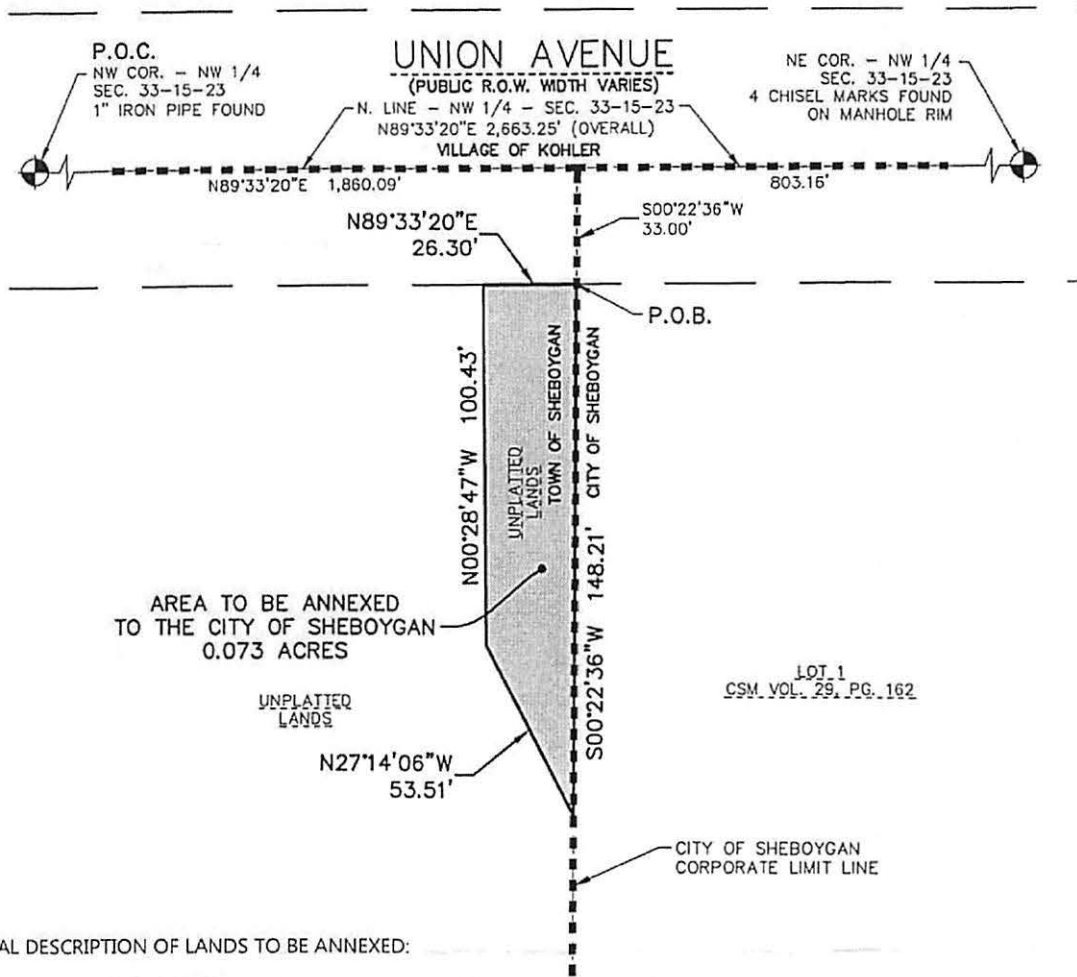 P.O.C.
NW COR. - NW 1/4
SEC. 33-15-23
1" IRON PIPE FOUND
UNION AVENUE
(PUBLIC R.O.W. WIDTH VARIES)
N. LINE - NW 1/4 - SEC. 33-15-23
N89°33'20"E 2,663.25' (OVERALL)
VILLAGE OF KOHLER
NE COR. - NW 1/4
SEC. 33-15-23
4 CHISEL MARKS FOUND
ON MANHOLE RIM
N89°33'20"E 1,860.09'
803.16'
S00°22'36"W
33.00'
N89°33'20"E
26.30'
P.O.B.
N00°28'47"W 100.43'
UNPLATTED
LANDS
TOWN OF SHEBOYGAN
CITY OF SHEBOYGAN
S00°22'36"W 148.21'
AREA TO BE ANNEXED
TO THE CITY OF SHEBOYGAN
0.073 ACRES
UNPLATTED
LANDS
LOT 1
CSM VOL. 29, PG. 162
N27°14'06"W
53.51'
CITY OF SHEBOYGAN
CORPORATE LIMIT LINE
AL DESCRIPTION OF LANDS TO BE ANNEXED: